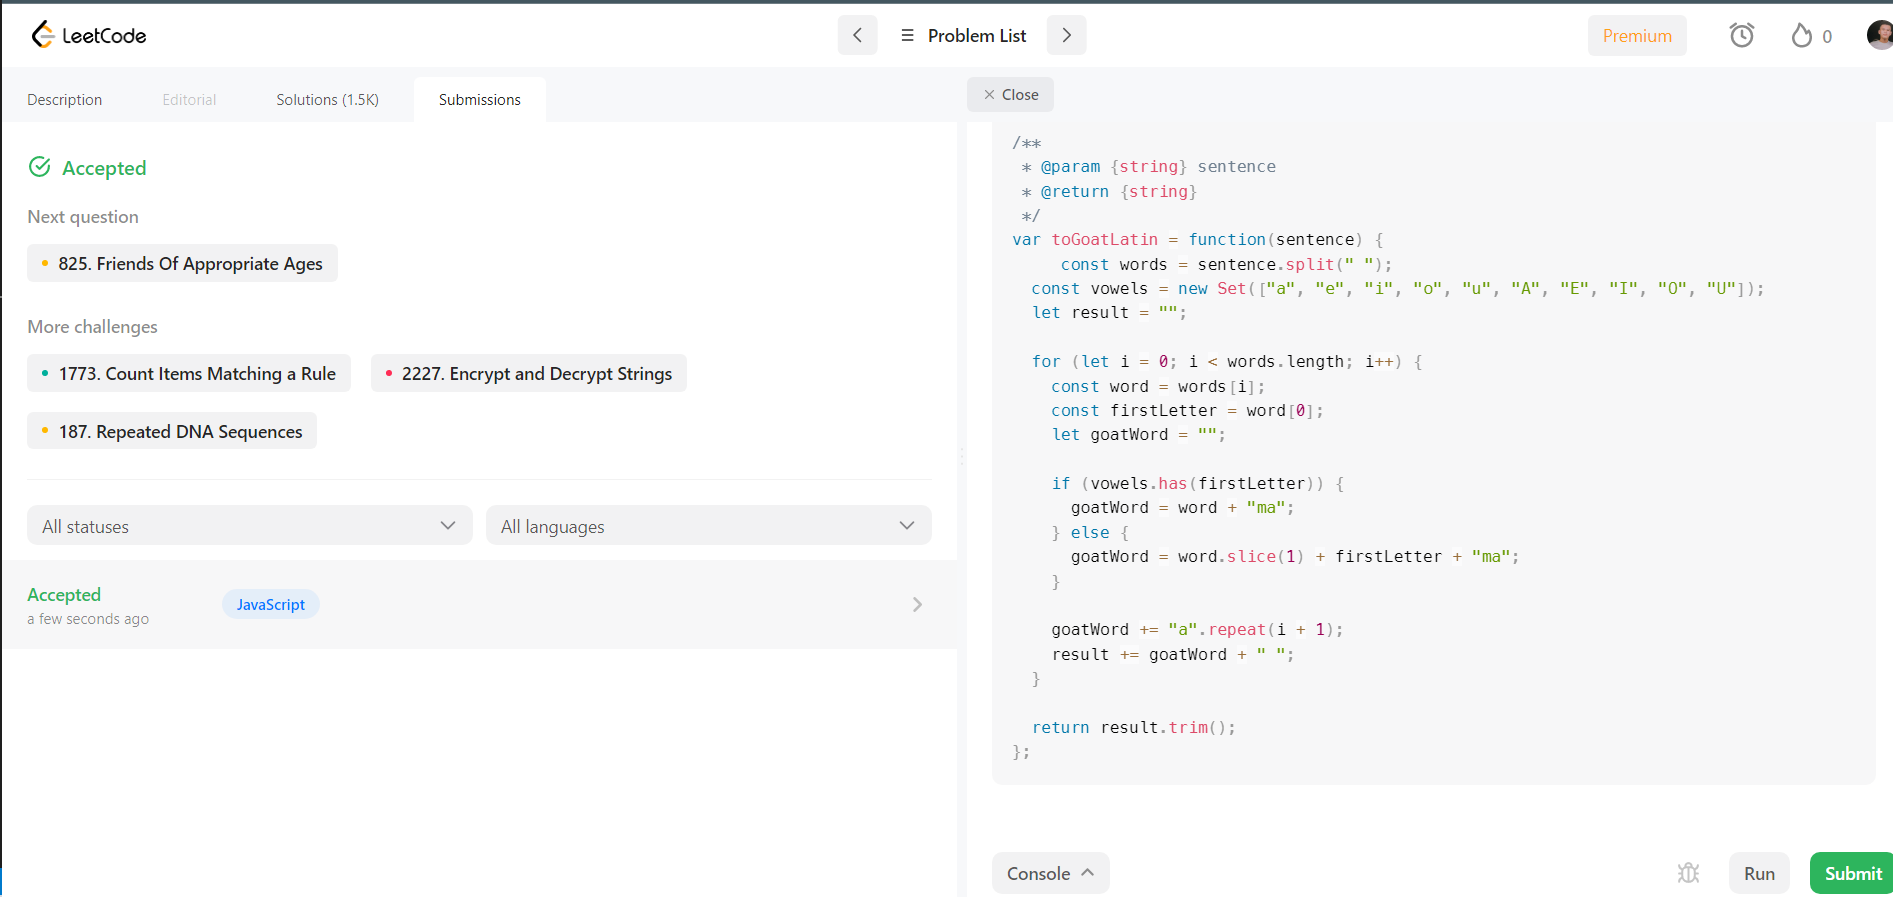 LeetCode
Problem List
Premium
0
Description
Editorial
Solutions (1.5K)
Submissions
Close
Accepted
Next question
825. Friends Of Appropriate Ages
More challenges
1773. Count Items Matching a Rule
2227. Encrypt and Decrypt Strings
187. Repeated DNA Sequences
All statuses
All languages
Accepted
a few seconds ago
JavaScript
/**
 * @param {string} sentence
 * @return {string}
 */
var toGoatLatin = function(sentence) {
     const words = sentence.split(" ");
  const vowels = new Set(["a", "e", "i", "o", "u", "A", "E", "I", "O", "U"]);
  let result = "";
  for (let i = 0; i < words.length; i++) {
    const word = words[i];
    const firstLetter = word[0];
    let goatWord = "";
    if (vowels.has(firstLetter)) {
      goatWord = word + "ma";
    } else {
      goatWord = word.slice(1) + firstLetter + "ma";
    }
    goatWord += "a".repeat(i + 1);
    result += goatWord + " ";
  }
  return result.trim();
};
Console
Run
Submit